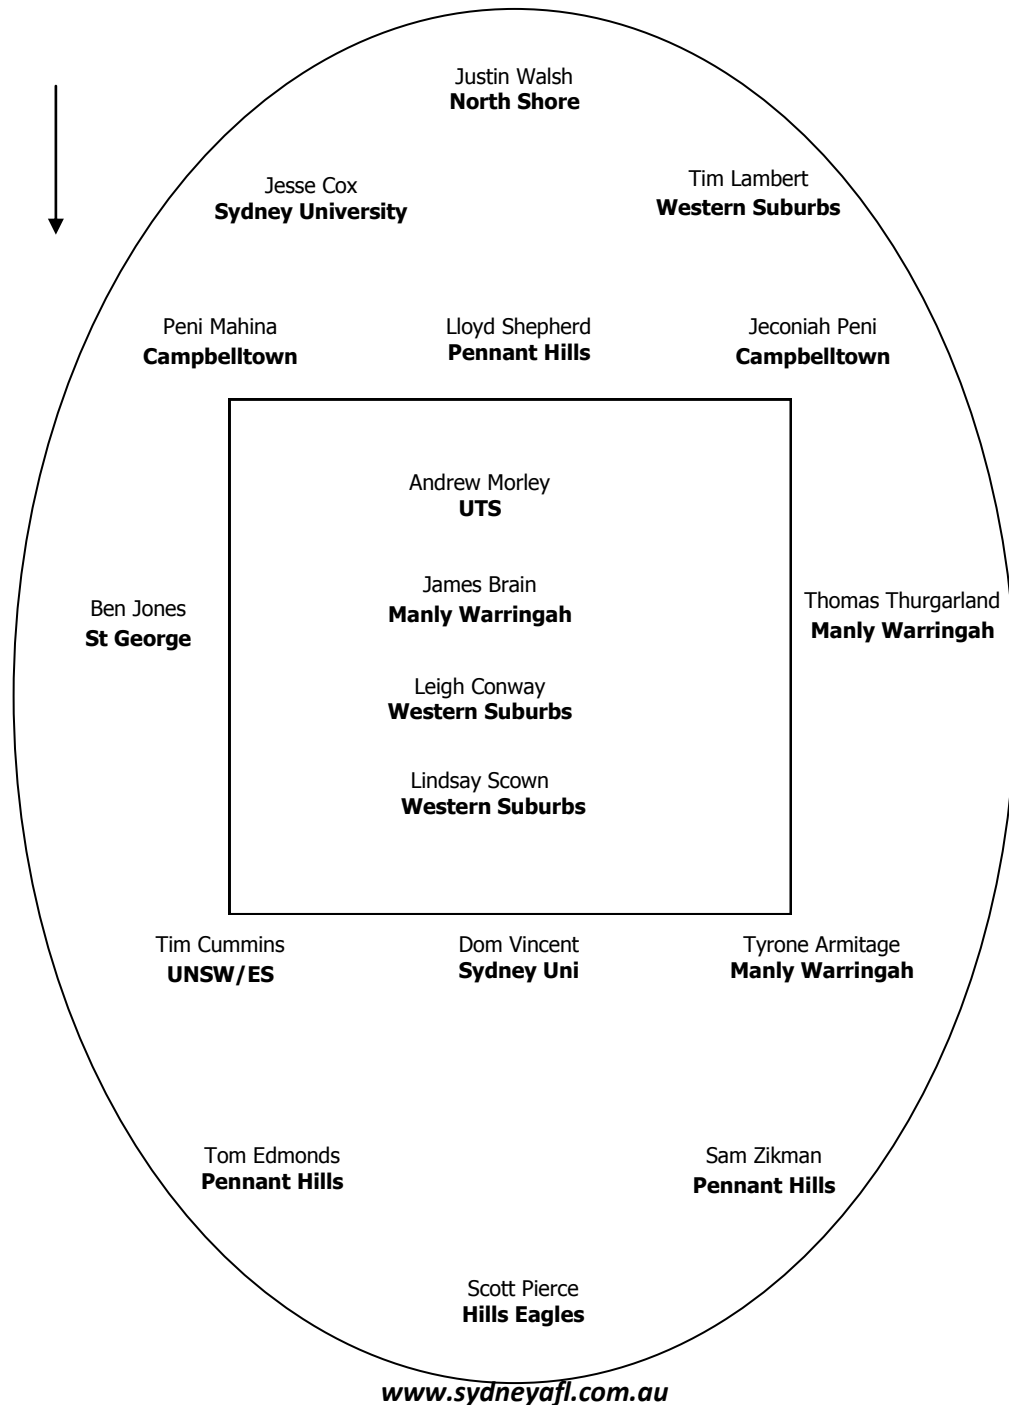 Justin Walsh
North Shore
Jesse Cox
Sydney University
Tim Lambert
Western Suburbs
Peni Mahina
Campbelltown
Lloyd Shepherd
Pennant Hills
Jeconiah Peni
Campbelltown
Andrew Morley
UTS
James Brain
Manly Warringah
Ben Jones
St George
Thomas Thurgarland
Manly Warringah
Leigh Conway
Western Suburbs
Lindsay Scown
Western Suburbs
Tim Cummins
UNSW/ES
Dom Vincent
Sydney Uni
Tyrone Armitage
Manly Warringah
Tom Edmonds
Pennant Hills
Sam Zikman
Pennant Hills
Scott Pierce
Hills Eagles
www.sydneyafl.com.au